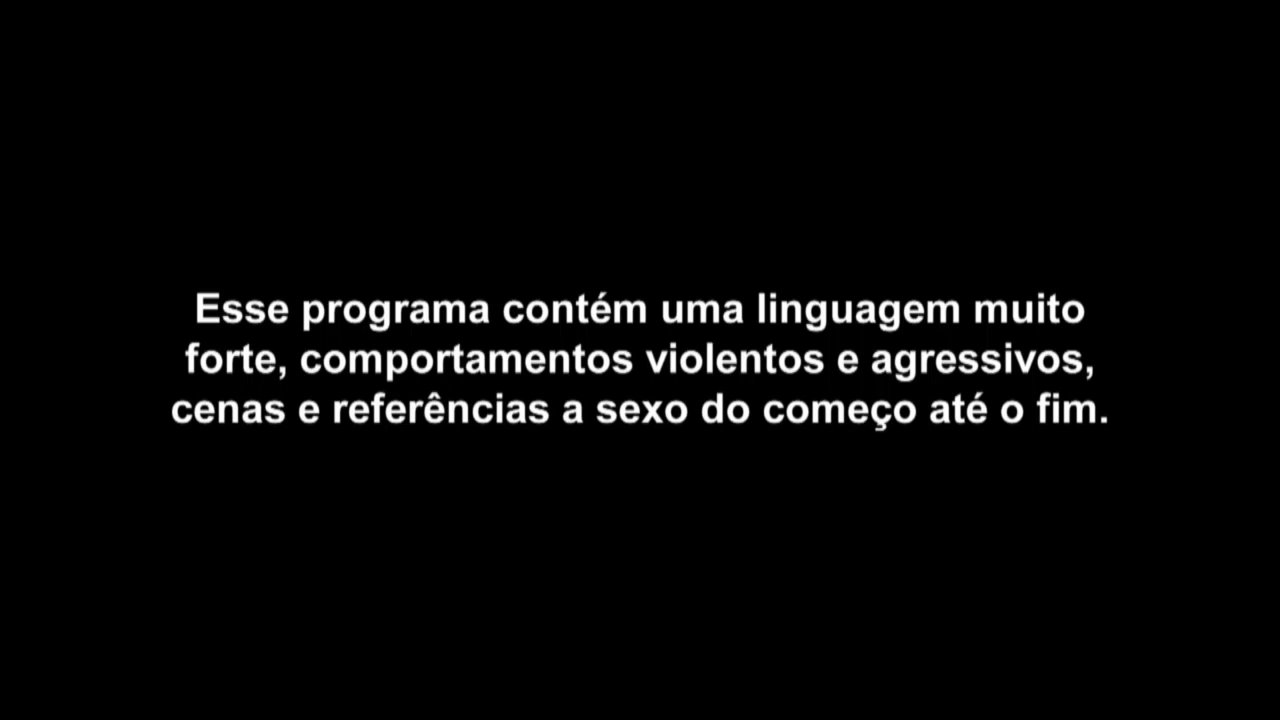 Esse programa contém uma linguagem muito
forte, comportamentos violentos e agressivos,
cenas e referências a sexo do começo até o fim.